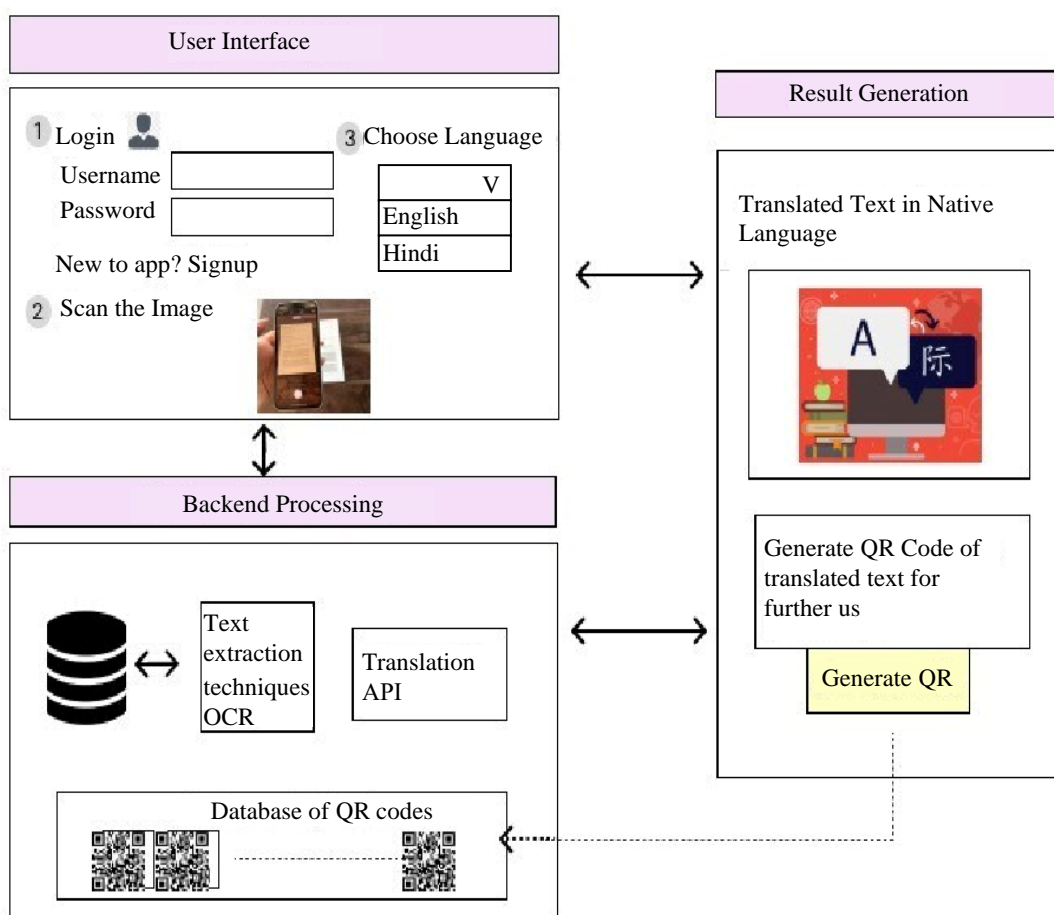 User Interface
1 Login
Username
Password
New to app? Signup
2 Scan the Image
3 Choose Language
V
English
Hindi
Backend Processing
Text
extraction
techniques
OCR
Translation
API
Database of QR codes
Result Generation
Translated Text in Native
Language
A
际
Generate QR Code of
translated text for
further us
Generate QR